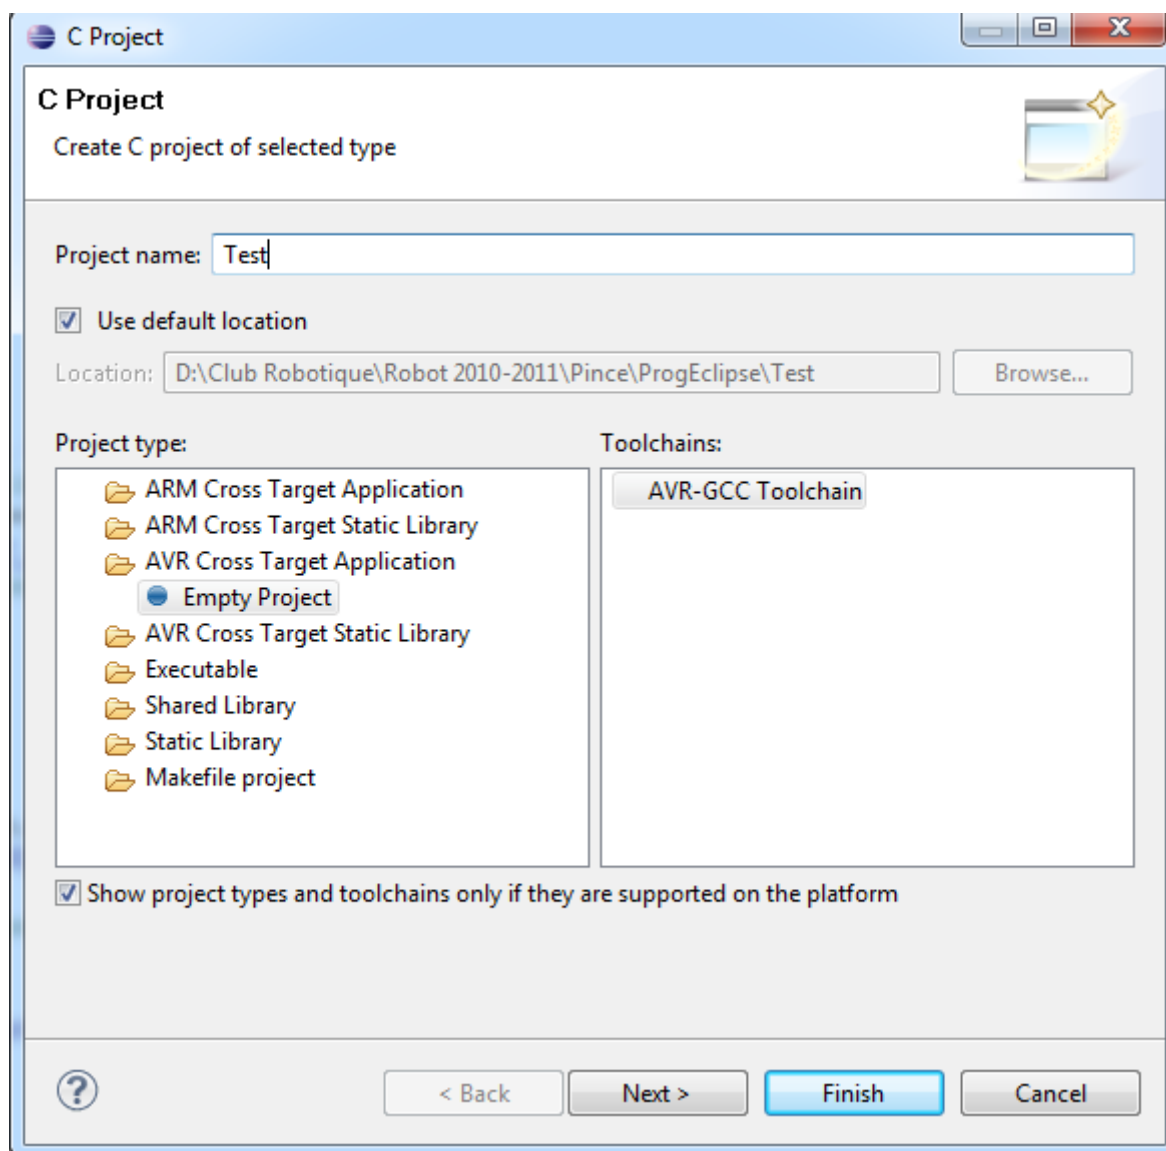 C Project
X
C Project
Create C project of selected type
Project name: Test
Use default location
Location: D:\Club Robotique\Robot 2010-2011\Pince\ProgEclipse\Test Browse...
Project type: Toolchains:
ARM Cross Target Application AVR-GCC Toolchain
ARM Cross Target Static Library
AVR Cross Target Application
Empty Project
AVR Cross Target Static Library
Executable
Shared Library
Static Library
Makefile project
Show project types and toolchains only if they are supported on the platform
? < Back Next > Finish Cancel